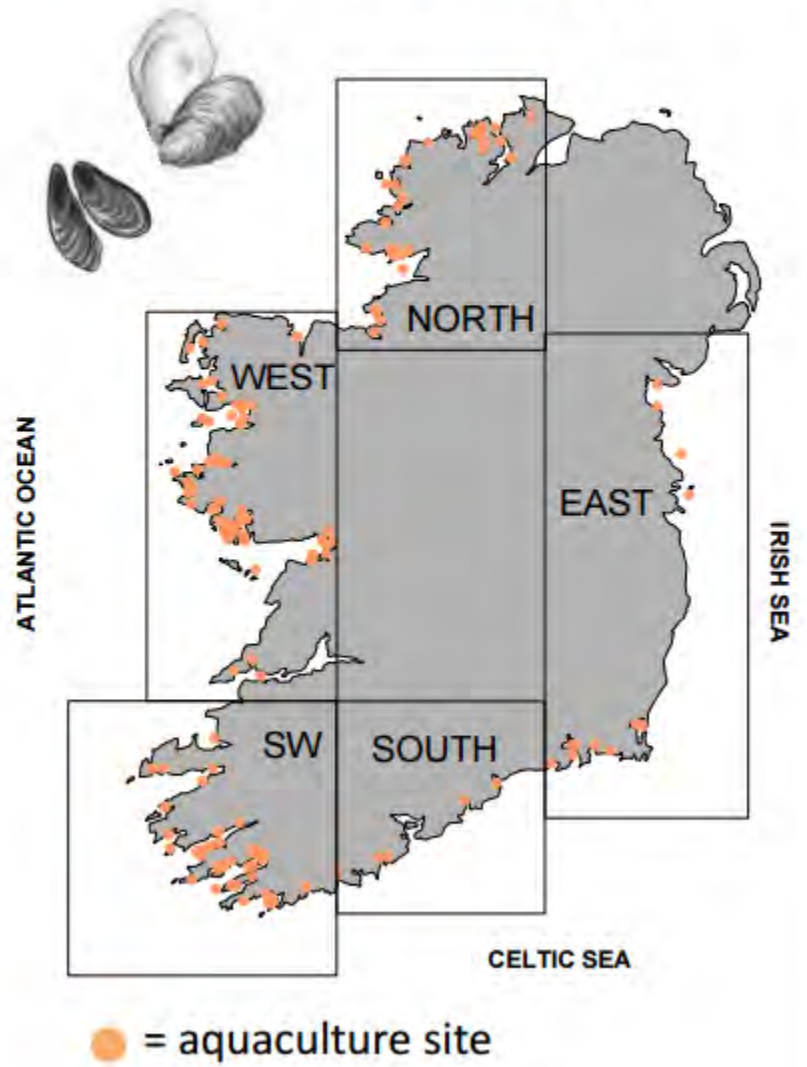 NORTH
WEST
ATLANTIC OCEAN
EAST
IRISH SEA
SW
SOUTH
CELTIC SEA
= aquaculture site